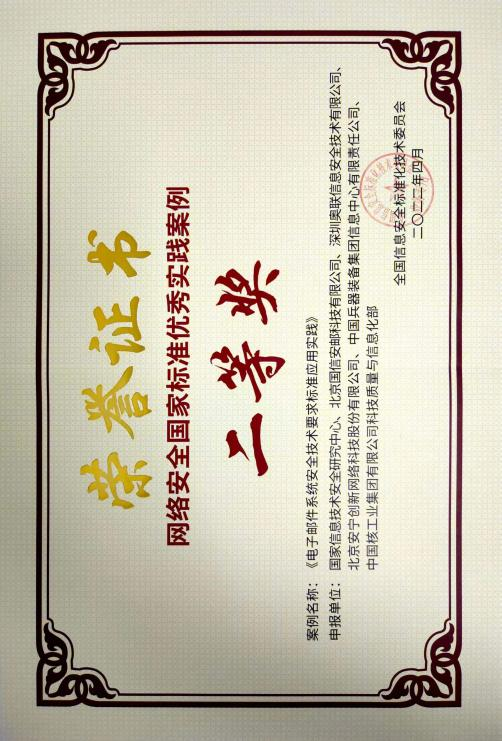 荣誉证书
网络安全国家标准优秀实践案例
二等奖
案例名称：《电子邮件系统安全技术要求标准应用实践》
申报单位：国家信息技术安全研究中心、北京国信安邮科技有限公司、深圳奥联信息安全技术有限公司、
北京安宁创新网络科技股份有限公司、中国兵器装备集团信息中心有限责任公司、
中国核工业集团有限公司科技质量与信息化部
全国信息安全标准化技术委员会
二〇二二年四月